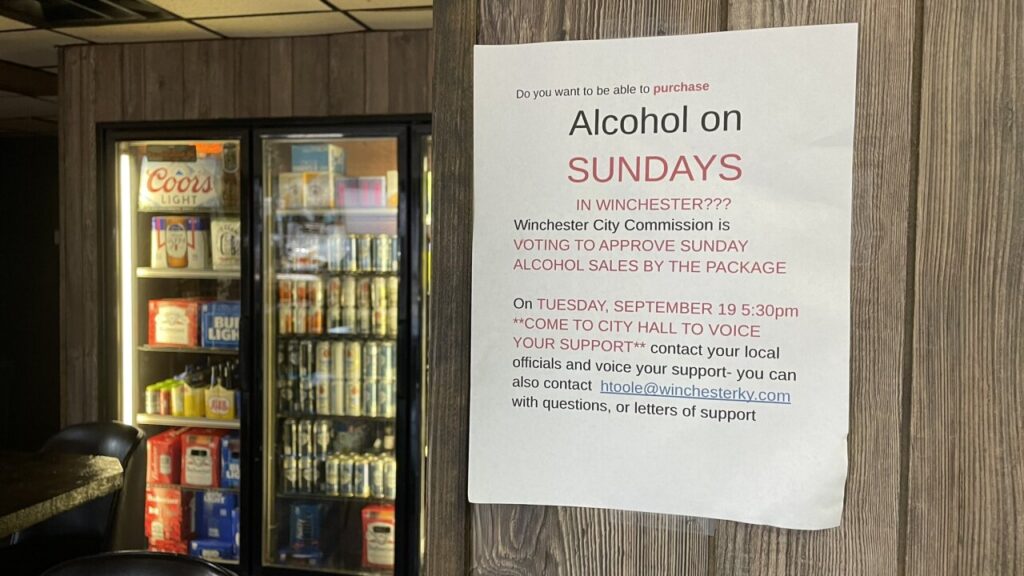 Coors
LIGHT
BUD
LIGHT
Do you want to be able to purchase
Alcohol on
SUNDAYS
IN WINCHESTER???
Winchester City Commission is
VOTING TO APPROVE SUNDAY
ALCOHOL SALES BY THE PACKAGE
On TUESDAY, SEPTEMBER 19 5:30pm
**COME TO CITY HALL TO VOICE
YOUR SUPPORT** contact your local
officials and voice your support- you can
also contact htoole@winchesterky.com
with questions, or letters of support